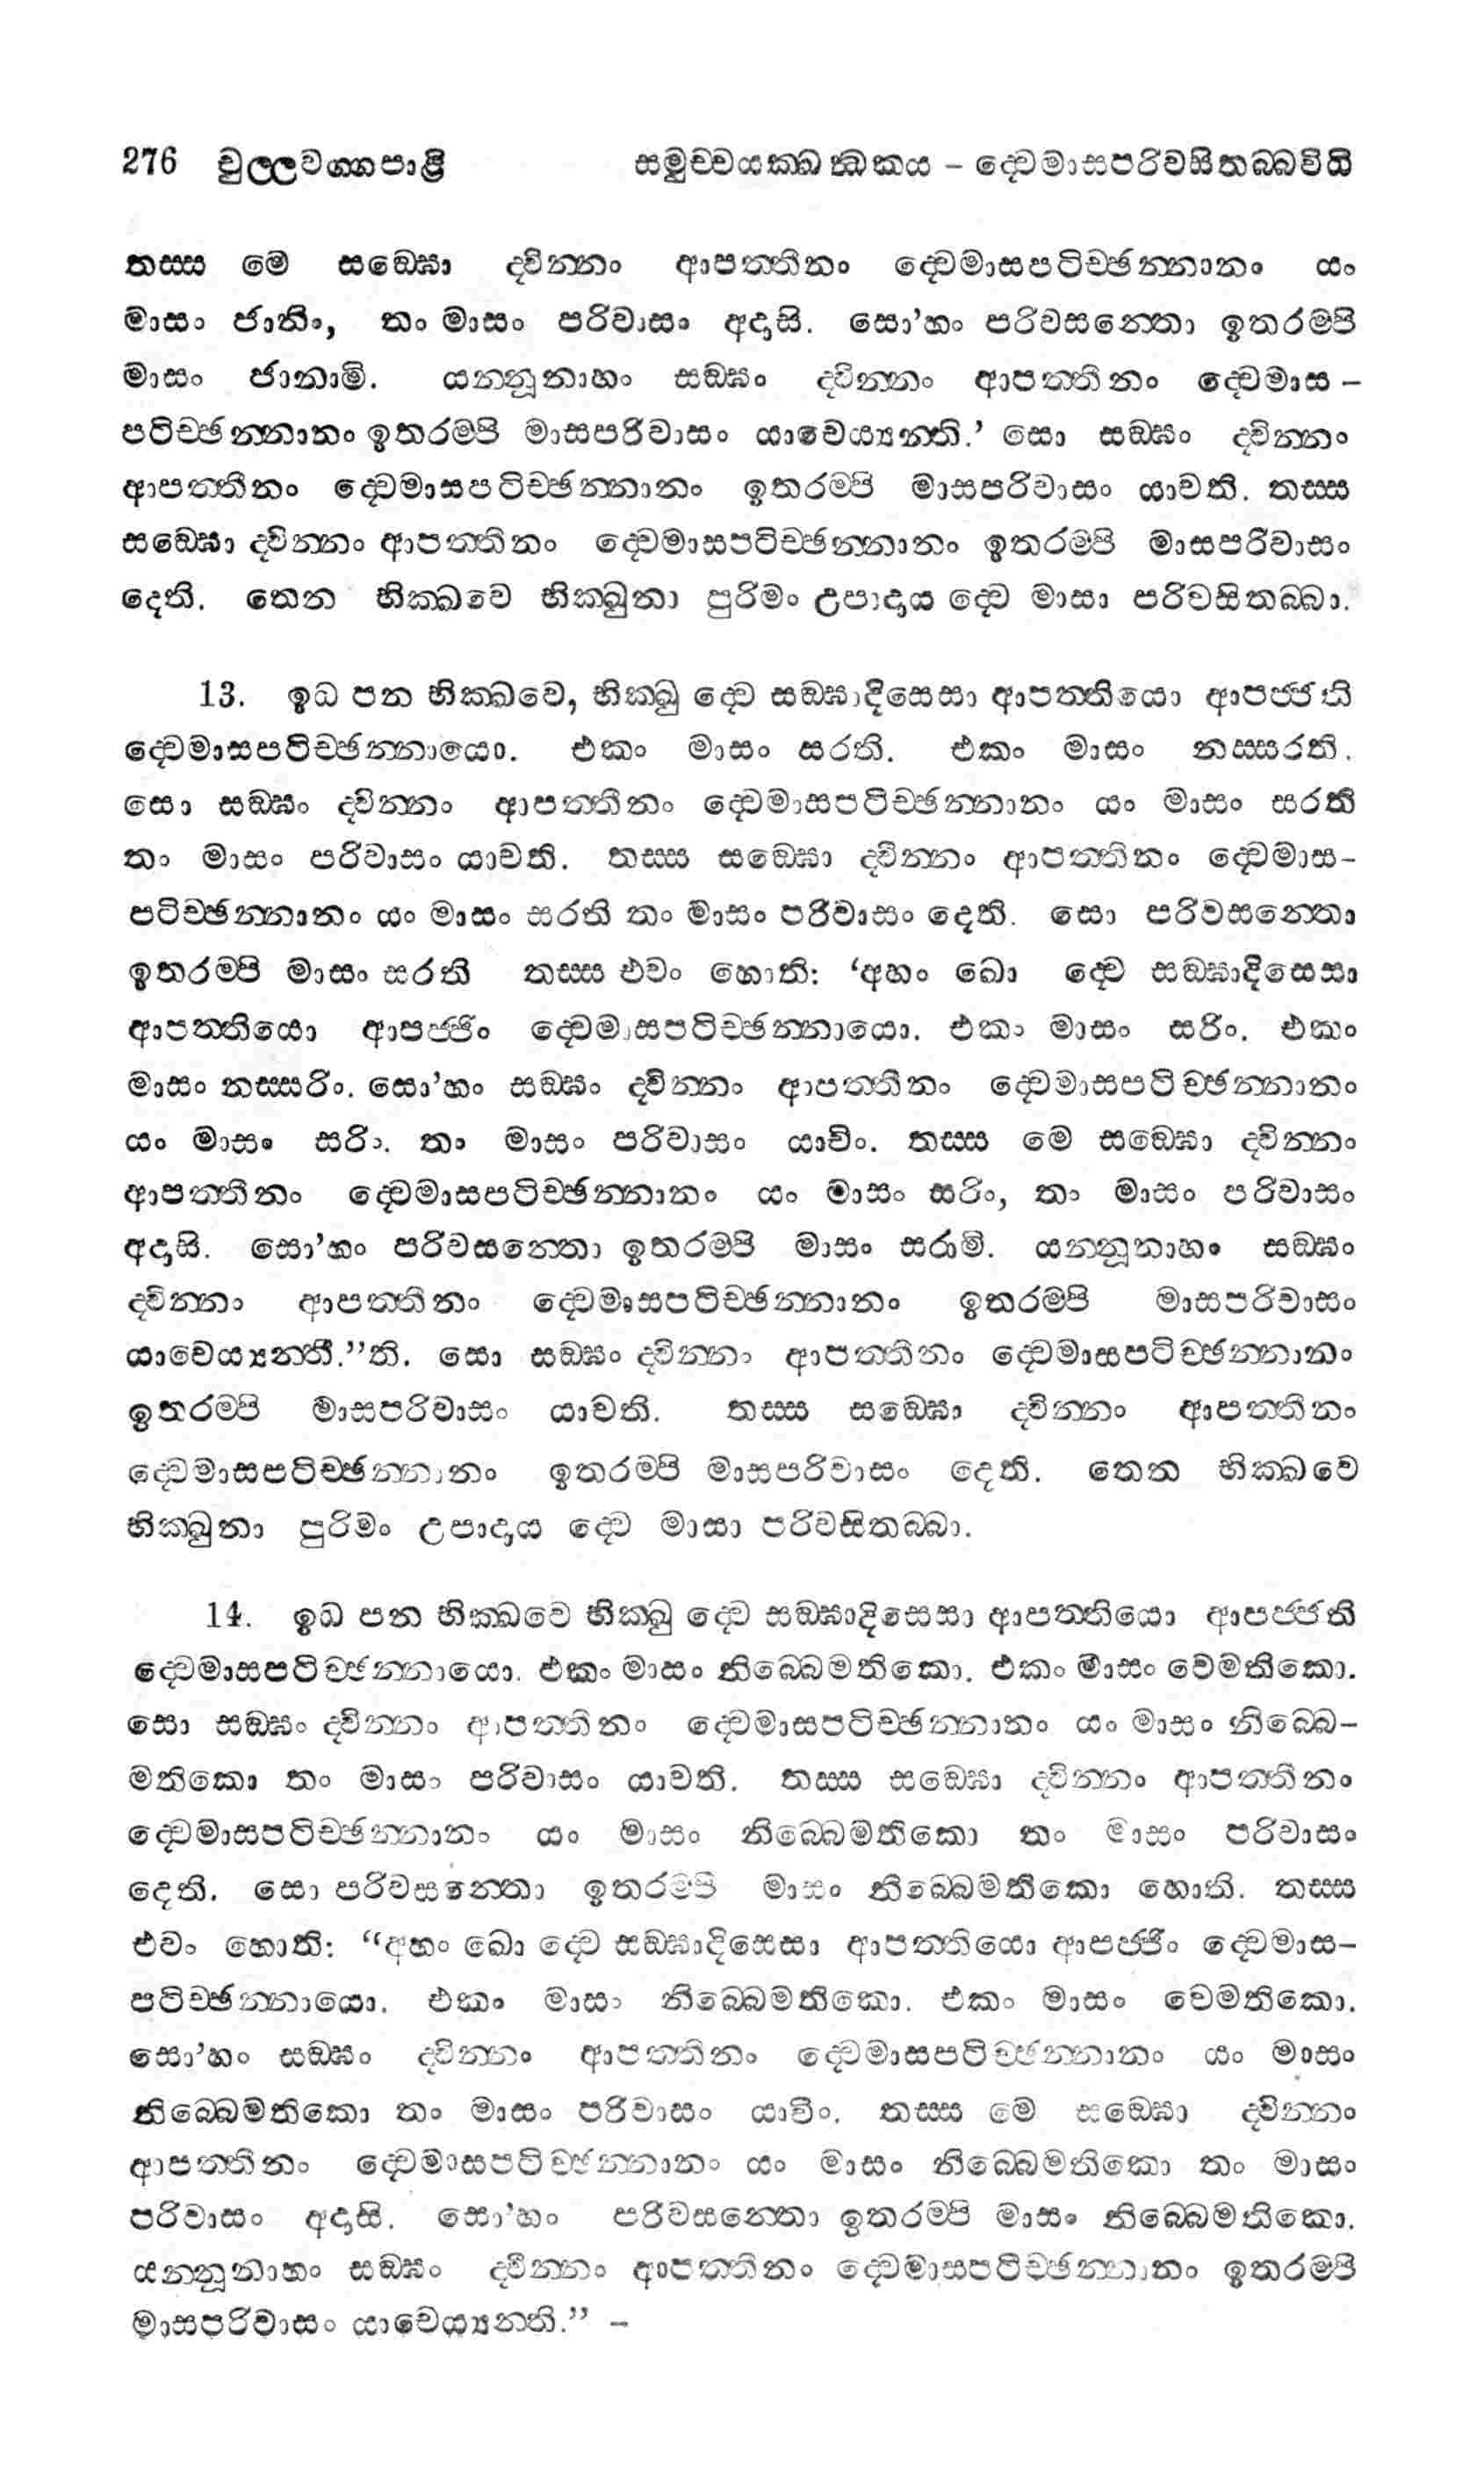 276 චුල්ලවග්ගපාළි සමුච්චයක්ඛන්ධකය – ද්වෙමාසපරිවසිතබ්බවිධි
තස්ස මෙ සඞ්ඝො ද්වින්නං ආපත්තීනං ද්වෙමාසපටිච්ඡන්නානං යං
මාසං ජානිං, තං මාසං පරිවාසං අදාසි. සො’හං පරිවසන්තො ඉතරම්පි
මාසං ජානාමි. යන්නූනාහං සඞ්ඝං ද්වින්නං ආපත්තීනං ද්වෙමාස –
පටිච්ඡන්නානං ඉතරම්පි මාසපරිවාසං යාචෙය්‍යන්ති.’ සො සඞ්ඝං ද්වින්නං
ආපත්තීනං ද්වෙමාසපටිච්ඡන්නානං ඉතරම්පි මාසපරිවාසං යාචති. තස්ස
සඞ්ඝො ද්වින්නං ආපත්තිනං ද්වෙමාසපටිච්ඡන්නානං ඉතරම්පි මාසපරිවාසං
දෙති. තෙන භික්ඛවෙ භික්ඛුනා පුරිමං උපාදාය ද්වෙ මාසා පරිවසිතබ්බා.
13. ඉධ පන භික්ඛවෙ, භික්ඛු ද්වෙ සඞ්ඝාදිසෙසා ආපත්තියො ආපජ්ජති
ද්වෙමාසපටිච්ඡන්නායො. එකං මාසං සරති. එකං මාසං නස්සරති.
සො සඞ්ඝං ද්වින්නං ආපත්තීනං ද්වෙමාසපටිච්ඡන්නානං යං මාසං සරති
තං මාසං පරිවාසං යාචති. තස්ස සඞ්ඝො ද්වින්නං ආපත්තිනං ද්වෙමාස–
පටිච්ඡන්නානං යං මාසං සරති තං මාසං පරිවාසං දෙති. සො පරිවසන්තො
ඉතරම්පි මාසං සරති තස්ස එවං හොති: ‘අහං ඛො ද්වෙ සඞ්ඝාදිසෙසා
ආපත්තියො ආපජ්ජිං ද්වෙමාසපටිච්ඡන්නායො. එකං මාසං සරිං. එකං
මාසං නස්සරිං. සො’හං සඞ්ඝං ද්වින්නං ආපත්තීනං ද්වෙමාසපටිච්ඡන්නානං
යං මාසං සරිං. තං මාසං පරිවාසං යාචිං. තස්ස මෙ සඞ්ඝො ද්වින්නං
ආපත්තීනං ද්වෙමාසපටිච්ඡන්නානං යං මාසං සරිං, තං මාසං පරිවාසං
අදාසි. සො’හං පරිවසන්තො ඉතරම්පි මාසං සරාමි. යන්නූනාහං සඞ්ඝං
ද්වින්නං ආපත්තිනං ද්වෙමාසපටිච්ඡන්නානං ඉතරම්පි මාසපරිවාසං
යාචෙය්‍යන්තී.’’ති. සො සඞ්ඝං ද්වින්නං ආපත්තිනං ද්වෙමාසපටිච්ඡන්නානං
ඉතරම්පි මාසපරිවාසං යාචති. තස්ස සඞ්ඝො ද්වින්නං ආපත්තිනං
ද්වෙමාසපටිච්ඡන්නානං ඉතරම්පි මාසපරිවාසං දෙති. තෙන භික්ඛවෙ
භික්ඛුනා පුරිමං උපාදාය ද්වෙ මාසා පරිවසිතබ්බා.
14. ඉධ පන භික්ඛවෙ භික්ඛු ද්වෙ සඞ්ඝාදිසෙසා ආපත්තියො ආපජ්ජති
ද්වෙමාසපටිච්ඡන්නායො. එකං මාසං නිබ්බෙමතිකො. එකං මාසං වෙමතිකො.
සො සඞ්ඝං ද්වින්නං ආපත්තීනං ද්වෙමාසපටිච්ඡන්නානං යං මාසං නිබ්බෙ–
මතිකො තං මාසං පරිවාසං යාචති. තස්ස සඞ්ඝො ද්වින්නං ආපත්තීනං
ද්වෙමාසපටිච්ඡන්නානං යං මාසං නිබ්බෙමතිකො තං මාසං පරිවාසං
දෙති. සො පරිවසන්තො ඉතරම්පි මාසං නිබ්බෙමතිකො හොති. තස්ස
එවං හොති: “අහං ඛො ද්වෙ සඞ්ඝාදිසෙසා ආපත්තියො ආපජ්ජිං ද්වෙමාස–
පටිච්ඡන්නායො. එකං මාසං නිබ්බෙමතිකො. එකං මාසං වෙමතිකො.
සො’හං සඞ්ඝං ද්වින්නං ආපත්තිනං ද්වෙමාසපටිච්ඡන්නානං යං මාසං
නිබ්බෙමතිකො තං මාසං පරිවාසං යාචිං. තස්ස මෙ සඞ්ඝො ද්වින්නං
ආපත්තීනං ද්වෙමාසපටිච්ඡන්නානං යං මාසං නිබ්බෙමතිකො තං මාසං
පරිවාසං අදාසි. සො’හං පරිවසන්තො ඉතරම්පි මාසං නිබ්බෙමතිකො.
යන්නූනාහං සඞ්ඝං ද්වින්නං ආපත්තිනං ද්වෙමාසපටිච්ඡන්නානං ඉතරම්පි
මාසපරිවාසං යාචෙය්‍යන්ති.” –